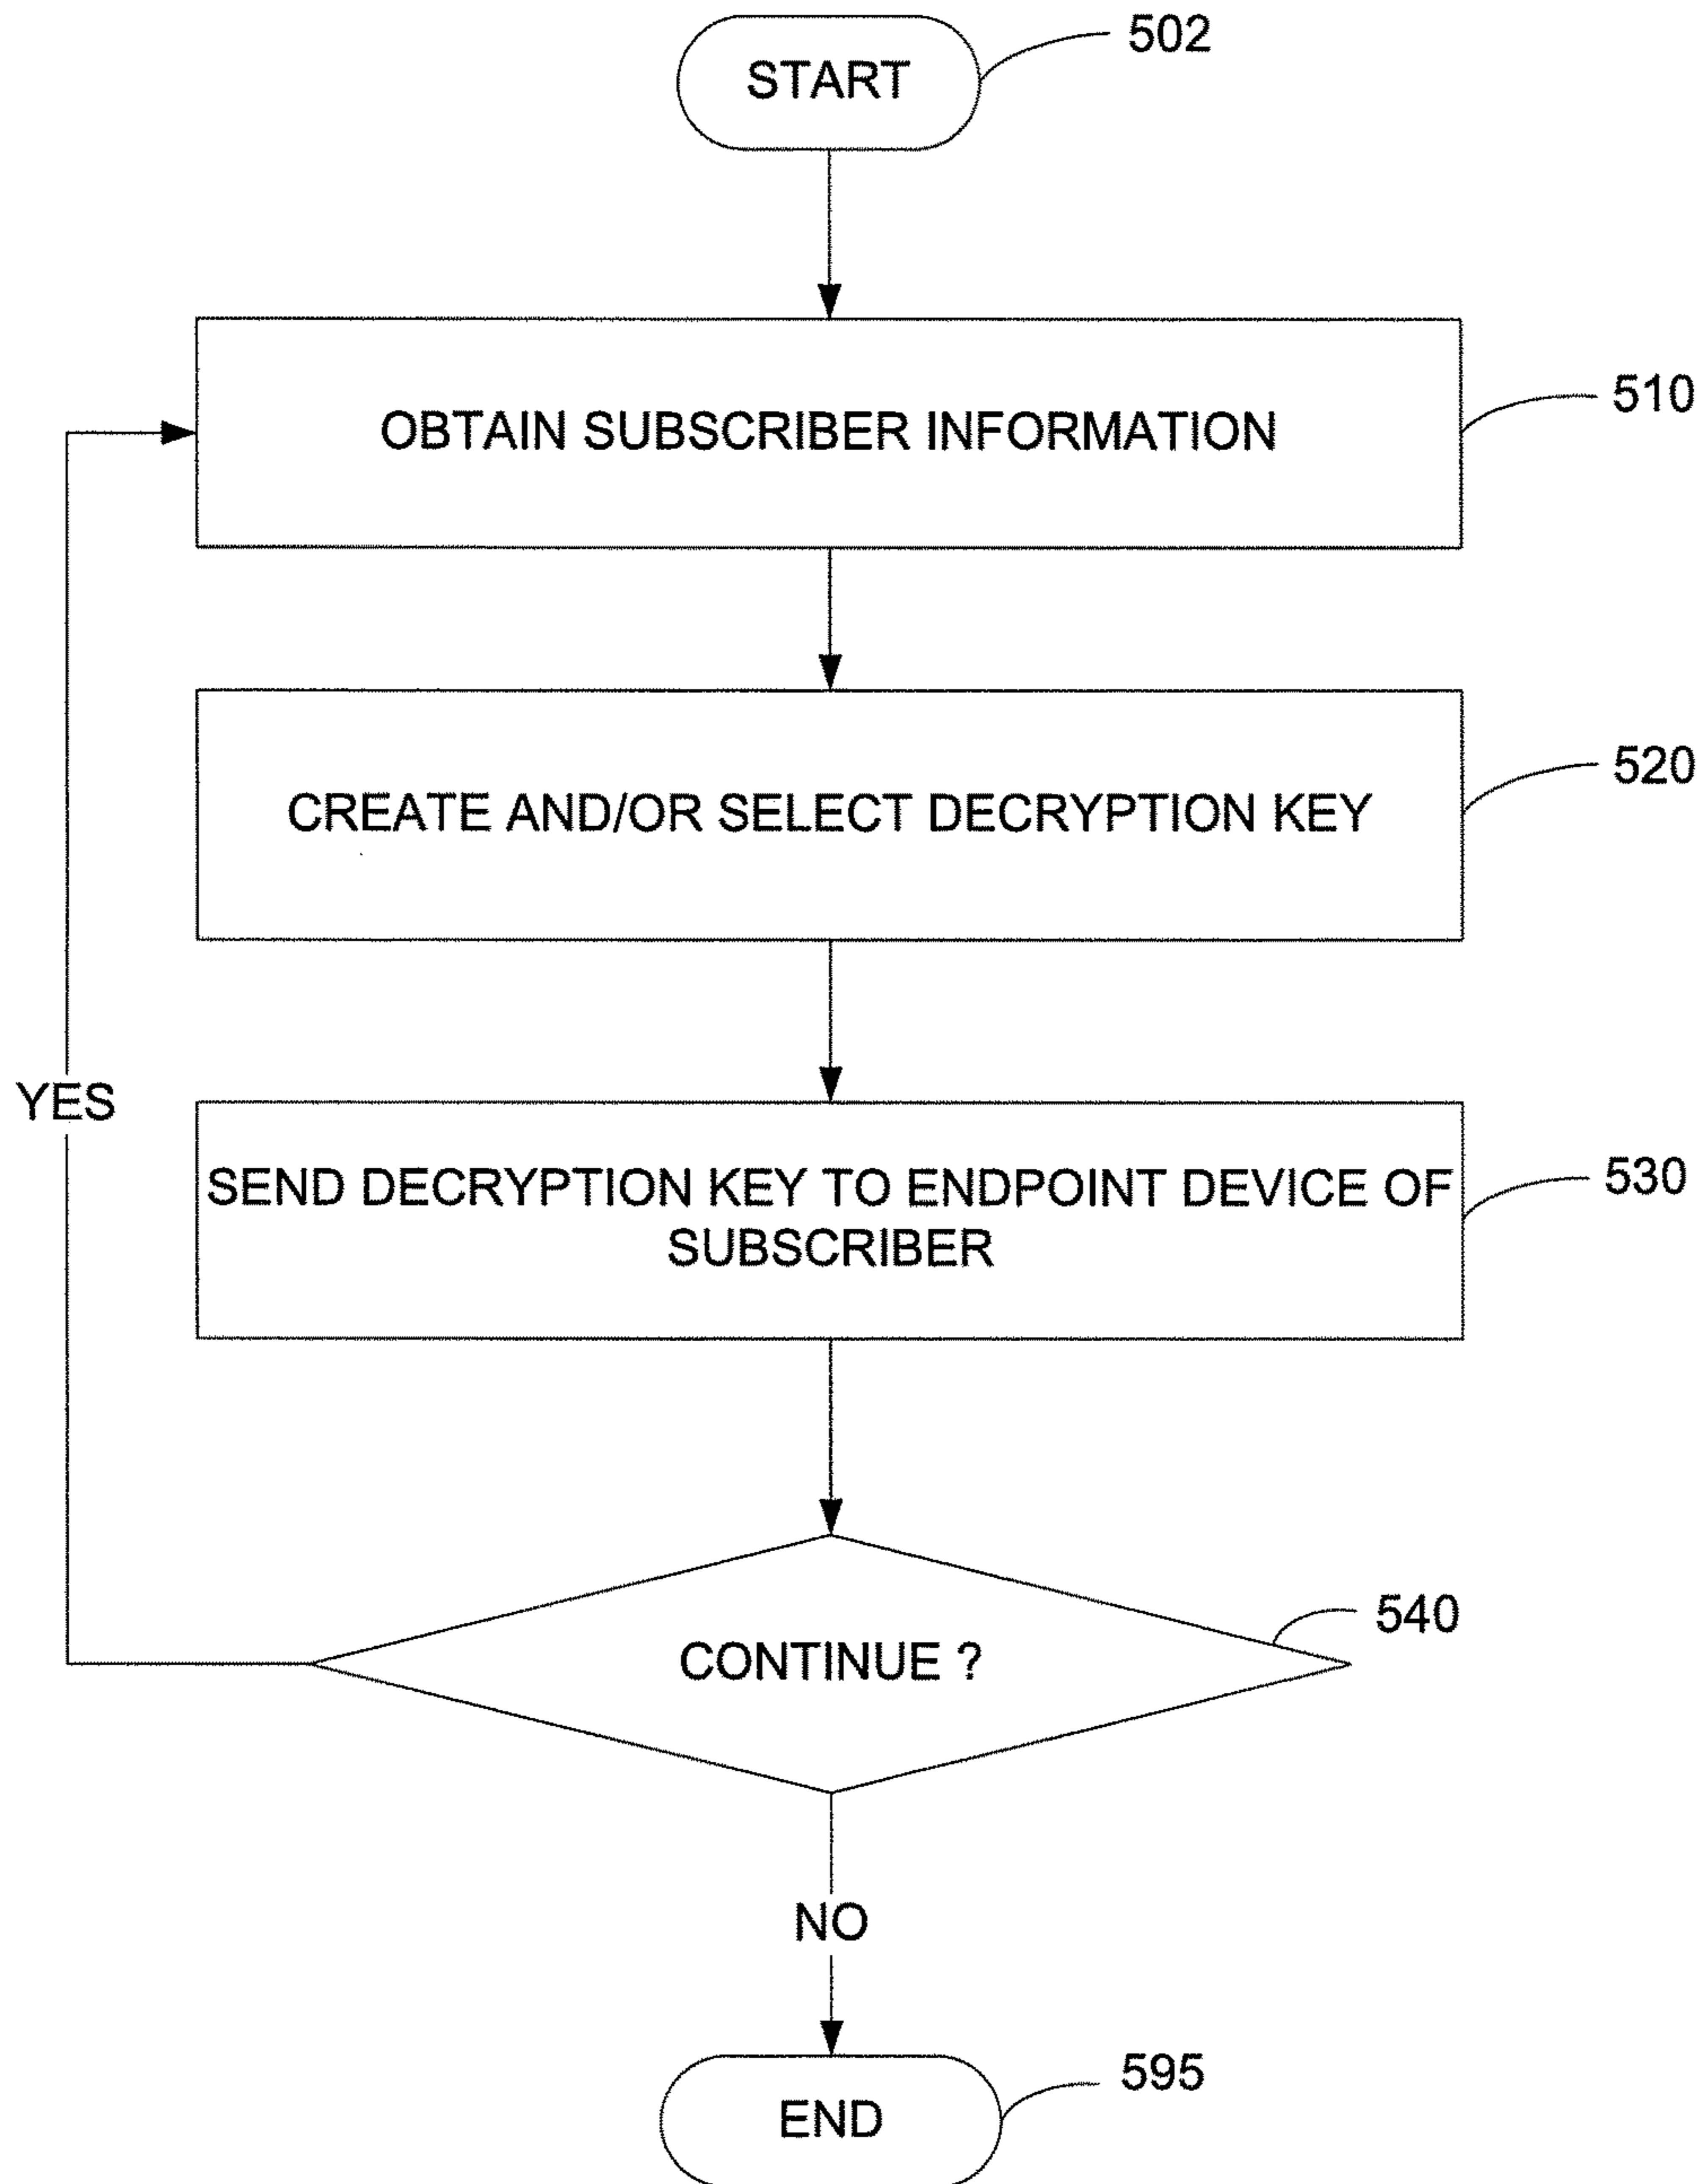 START
502
OBTAIN SUBSCRIBER INFORMATION
510
CREATE AND/OR SELECT DECRYPTION KEY
520
YES
SEND DECRYPTION KEY TO ENDPOINT DEVICE OF
SUBSCRIBER
530
CONTINUE ?
540
NO
END
595